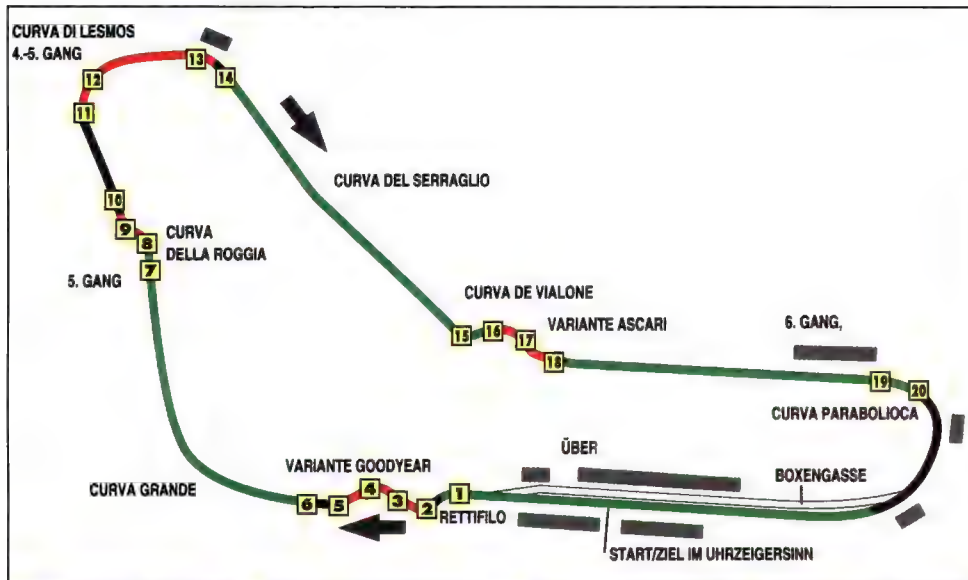 CURVA DI LESMOS
4.-5. GANG
13
14
12
11
CURVA DEL SERRAGLIO
10
9
8
CURVA
DELLA ROGGIA
7
5. GANG
CURVA DE VIALONE
VARIANTE ASCARI
6. GANG,
15
16
17
18
19
20
CURVA PARABOLIOCA
ÜBER
VARIANTE GOODYEAR
BOXENGASSE
CURVA GRANDE
6
5
4
3
2
1
RETTIFILO
START/ZIEL IM UHRZEIGERSINN